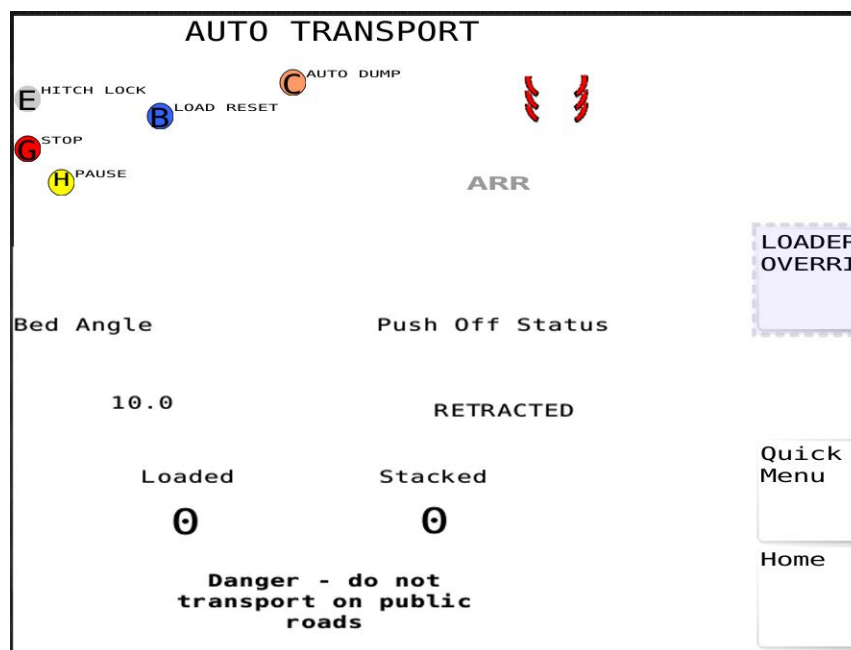 AUTO TRANSPORT
C AUTO DUMP
E HITCH LOCK
B LOAD RESET
G STOP
H PAUSE
ARR
LOADER
OVERRI
Bed Angle
Push Off Status
10.0
RETRACTED
Loaded
Stacked
0
0
Quick
Menu
Home
Danger - do not
transport on public
roads